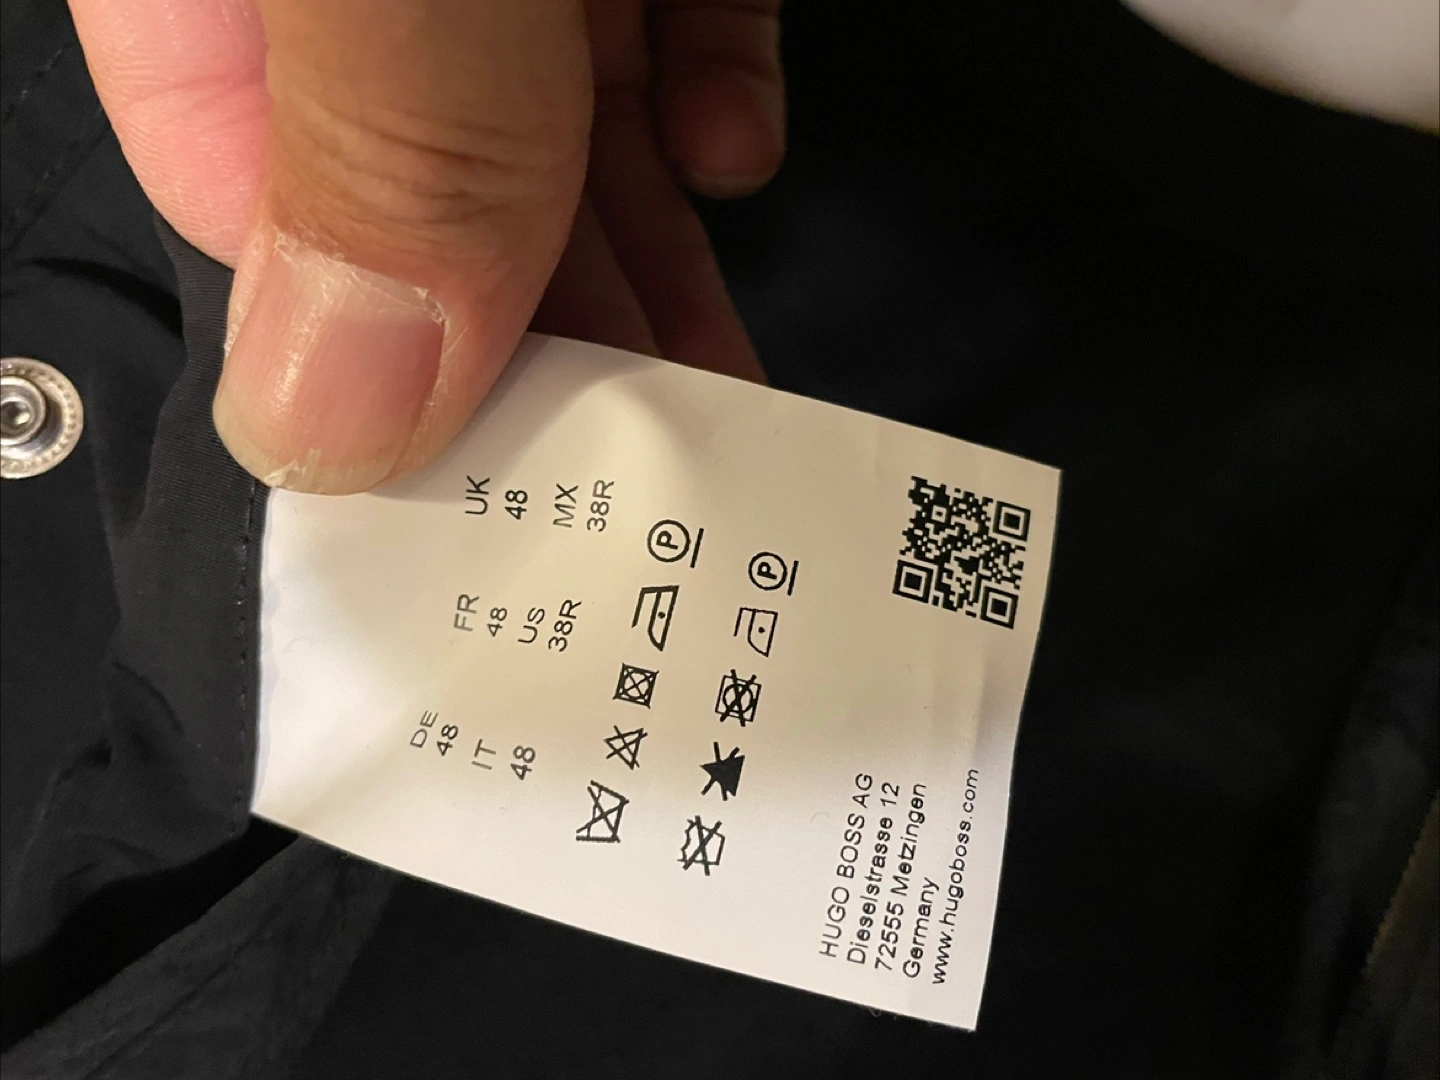 DE FR UK
48 48 48
IT US MX
48 38R 38R
P
P
HUGO BOSS AG
Dieselstrasse 12
72555 Metzingen
Germany
www.hugoboss.com